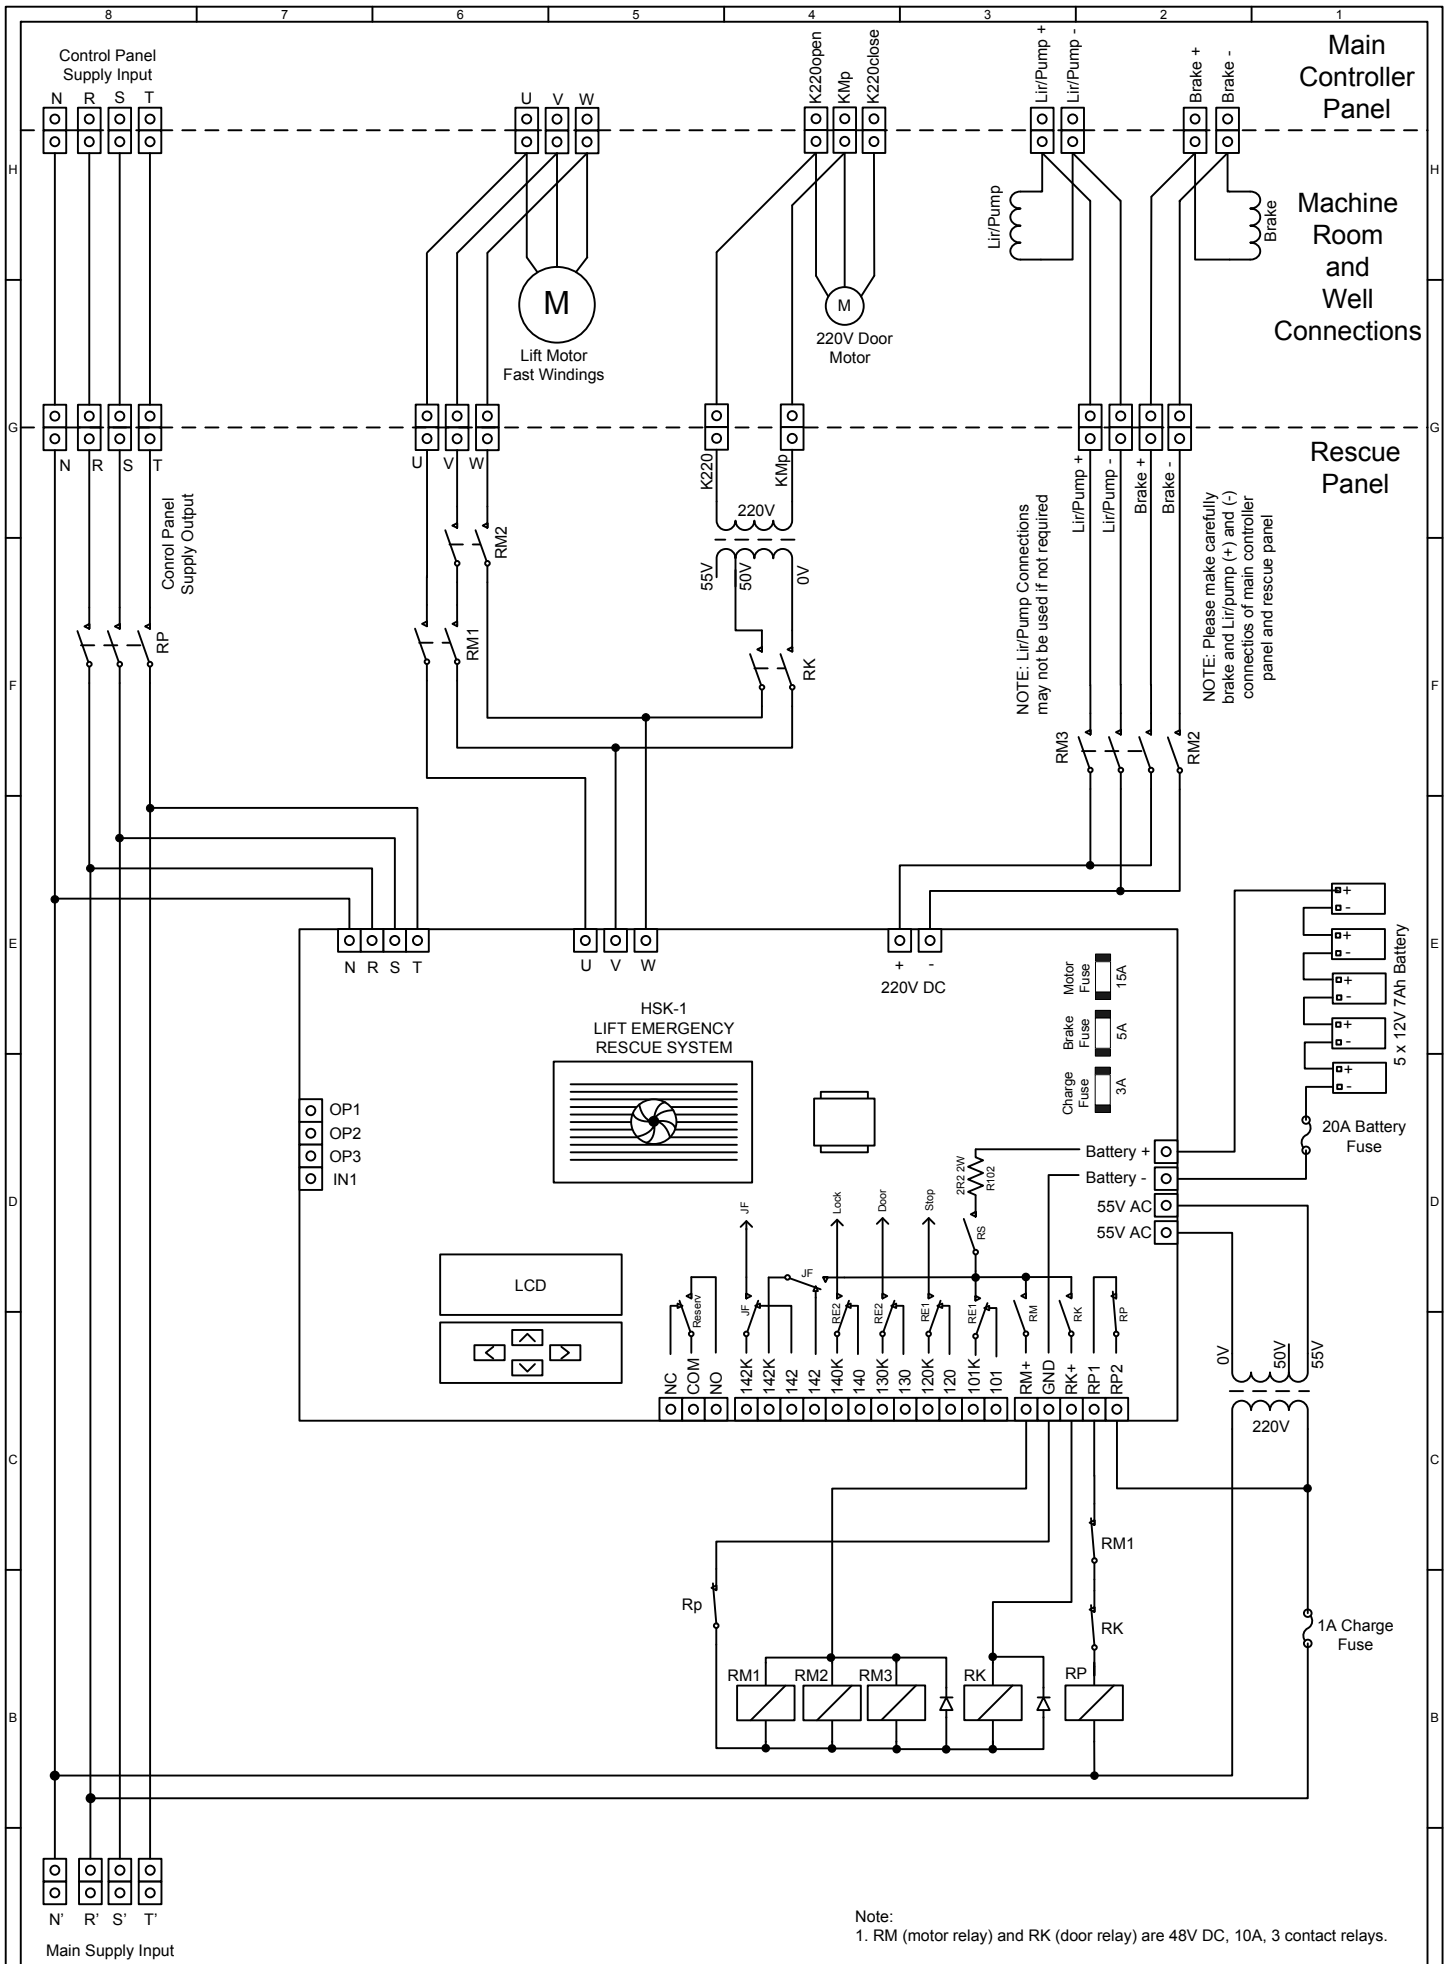 8 7 6 5 4 3 2 1
Control Panel
Supply Input
N R S T
U V W
K220open
KMp
K220close
Lir/Pump +
Lir/Pump -
Brake +
Brake -
Main
Controller
Panel
H H
Lir/Pump
Brake
Machine
Room
and
Well
Connections
M
Lift Motor
Fast Windings
M
220V Door
Motor
G G
N R S T
U V W
K220
KMp
Lir/Pump +
Lir/Pump -
Brake +
Brake -
Rescue
Panel
Conrol Panel
Supply Output
220V
55V
50V
0V
RM2
RM1
RP
RK
NOTE: Lir/Pump Connections
may not be used if not required
NOTE: Please make carefully
brake and Lir/pump (+) and (-)
connectios of main controller
panel and rescue panel
F F
RM3
RM2
E E
N R S T
U V W
+ -
220V DC
Motor
Fuse
15A
Brake
Fuse
5A
Charge
Fuse
3A
HSK-1
LIFT EMERGENCY
RESCUE SYSTEM
+
-
+
-
+
-
+
-
+
-
5 x 12V 7Ah Battery
20A Battery
Fuse
OP1
OP2
OP3
IN1
Battery +
Battery -
55V AC
55V AC
D D
2R2 2W
R102
RS
JF
Lock
Door
Stop
LCD
Reserv
JF
JF
RE2
RE2
RE1
RE1
RM
RK
RP
NC
COM
NO
142K
142K
142
142
140K
140
130K
130
120K
120
101K
101
RM+
GND
RK+
RP1
RP2
0V
50V
55V
220V
C C
RM1
Rp
RK
1A Charge
Fuse
RM1 RM2 RM3 RK RP
B B
N' R' S' T'
Main Supply Input
Note:
1. RM (motor relay) and RK (door relay) are 48V DC, 10A, 3 contact relays.